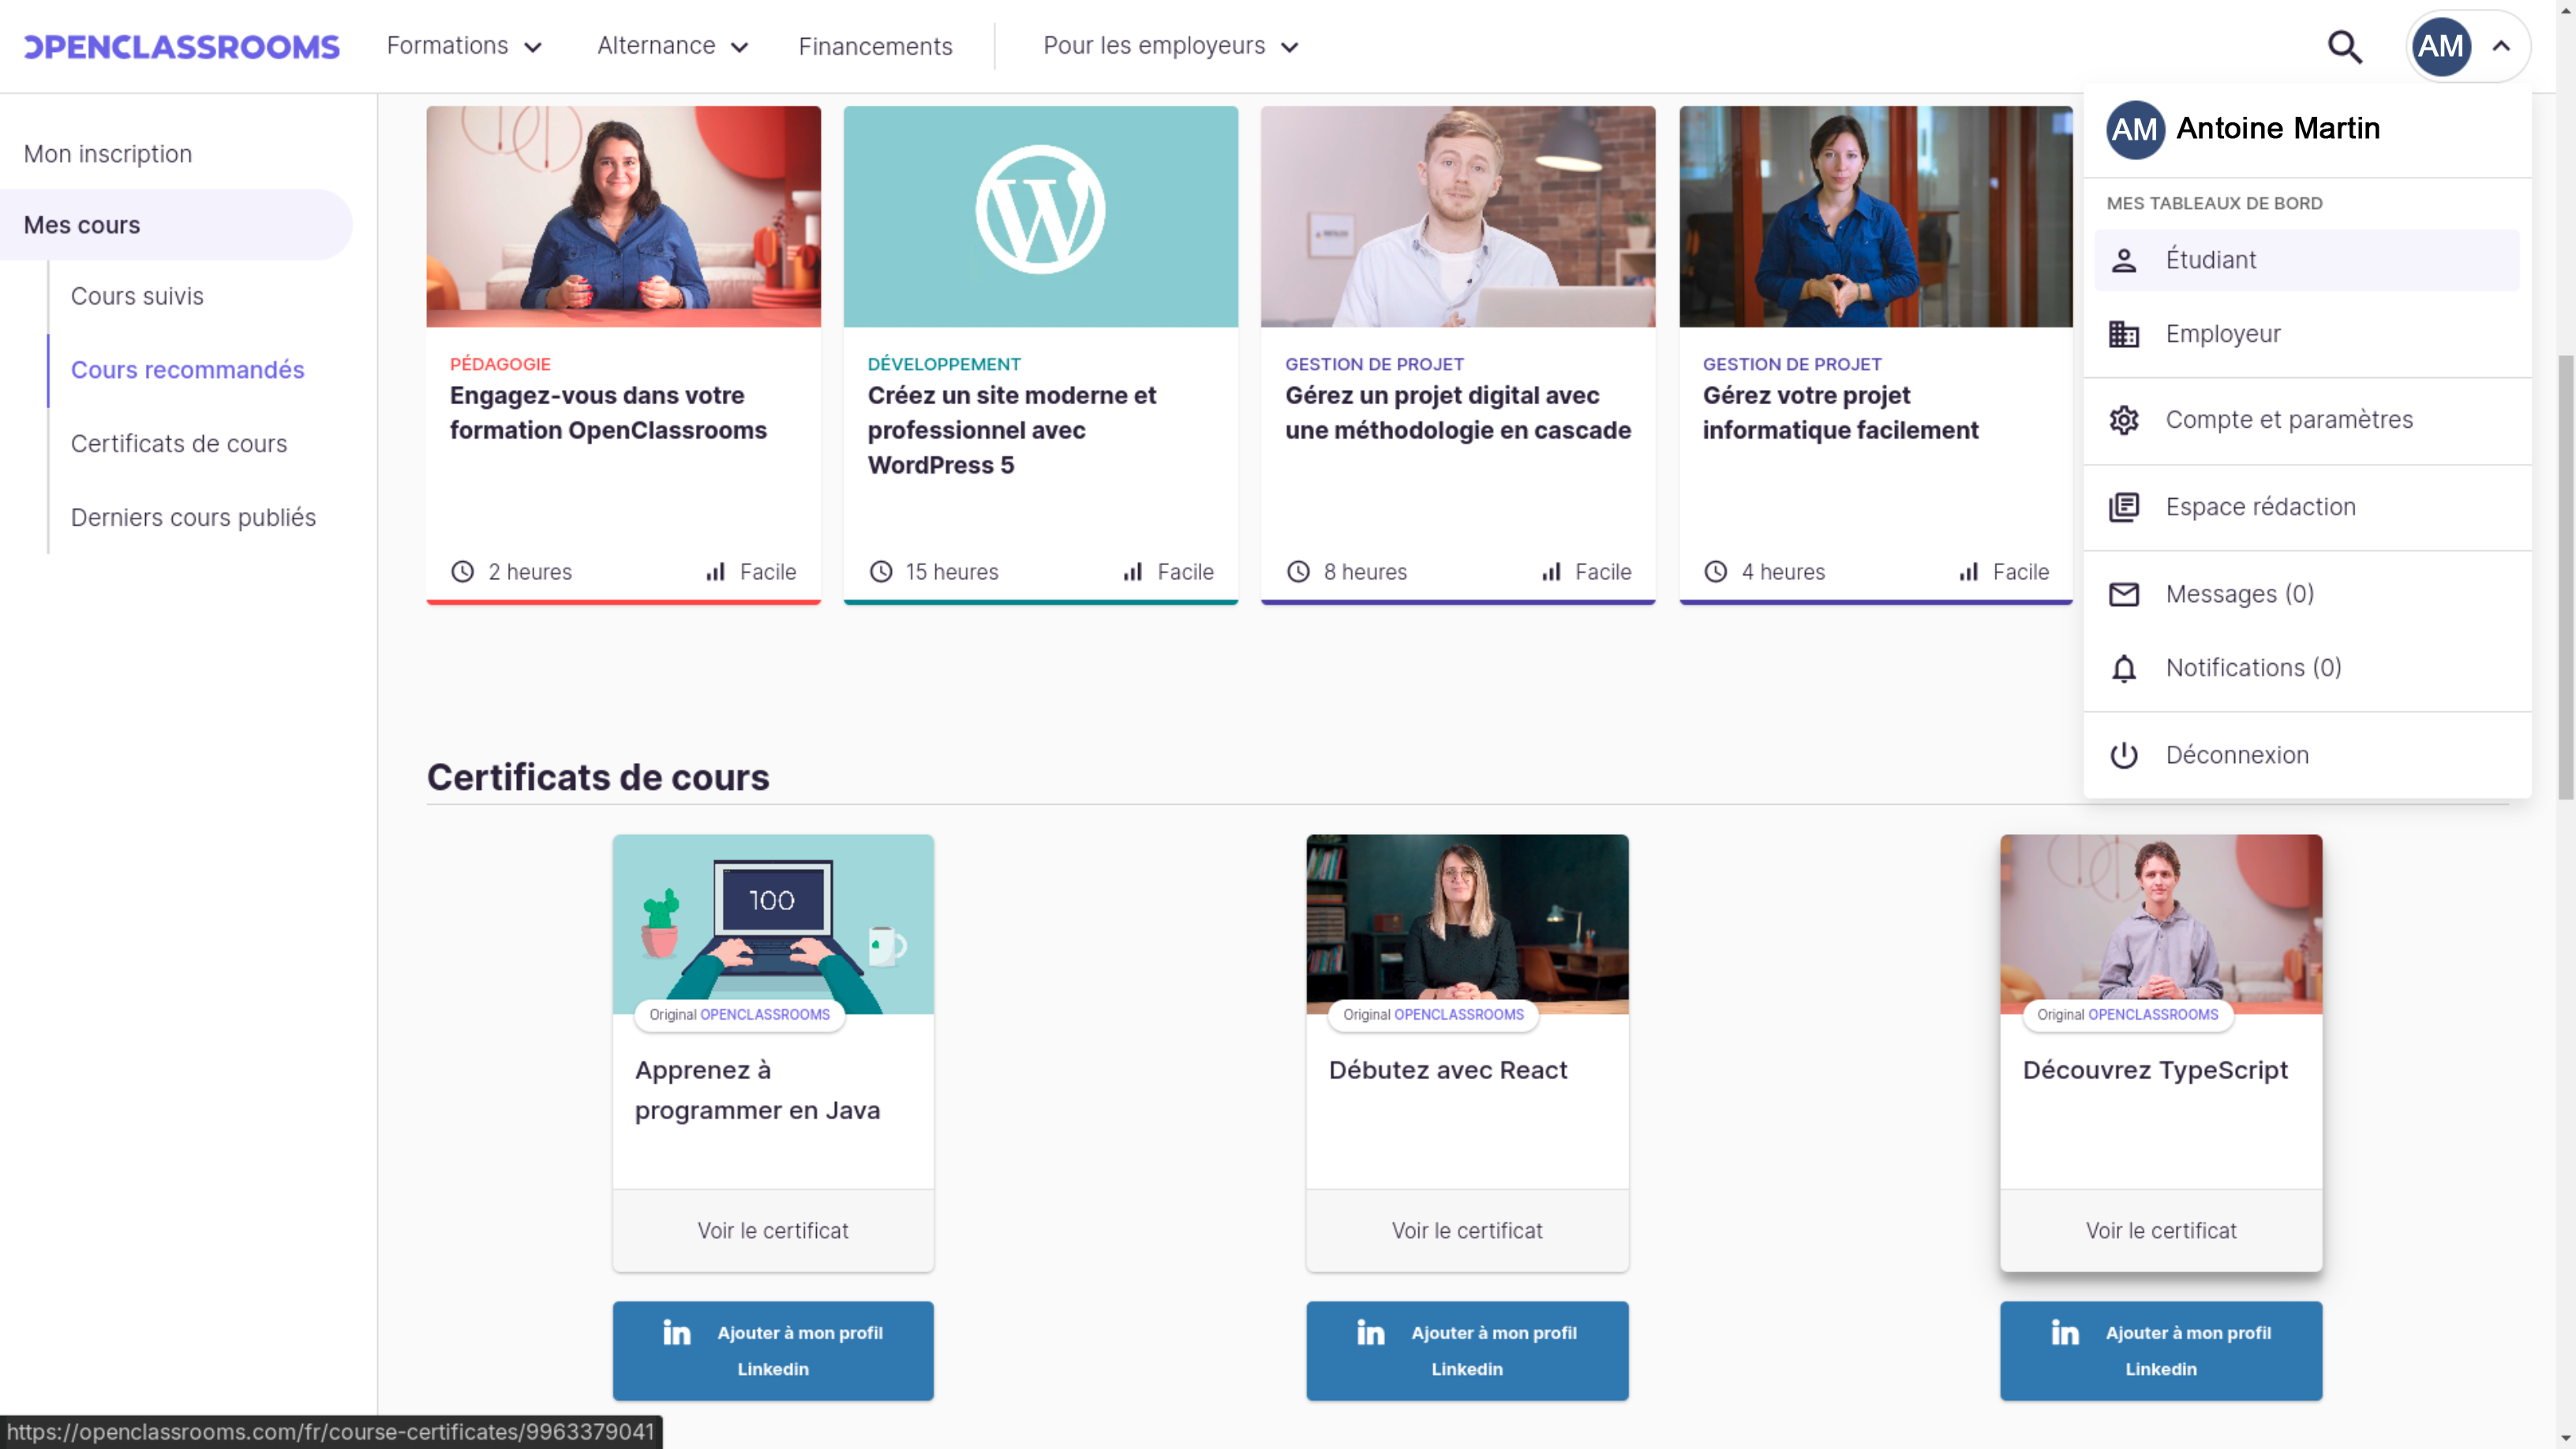 OPENCLASSROOMS
Formations
Alternance
Financements
Pour les employeurs
AM
Mon inscription
Mes cours
Cours suivis
Cours recommandés
Certificats de cours
Derniers cours publiés
PÉDAGOGIE
Engagez-vous dans votre
formation OpenClassrooms
2 heures
Facile
DÉVELOPPEMENT
Créez un site moderne et
professionnel avec
WordPress 5
15 heures
Facile
GESTION DE PROJET
Gérez un projet digital avec
une méthodologie en cascade
8 heures
Facile
GESTION DE PROJET
Gérez votre projet
informatique facilement
4 heures
Facile
AM Antoine Martin
MES TABLEAUX DE BORD
Étudiant
Employeur
Compte et paramètres
Espace rédaction
Messages (0)
Notifications (0)
Déconnexion
Certificats de cours
100
Original OPENCLASSROOMS
Apprenez à
programmer en Java
Voir le certificat
in Ajouter à mon profil
Linkedin
Original OPENCLASSROOMS
Débutez avec React
Voir le certificat
in Ajouter à mon profil
Linkedin
Original OPENCLASSROOMS
Découvrez TypeScript
Voir le certificat
in Ajouter à mon profil
Linkedin
https://openclassrooms.com/fr/course-certificates/9963379041